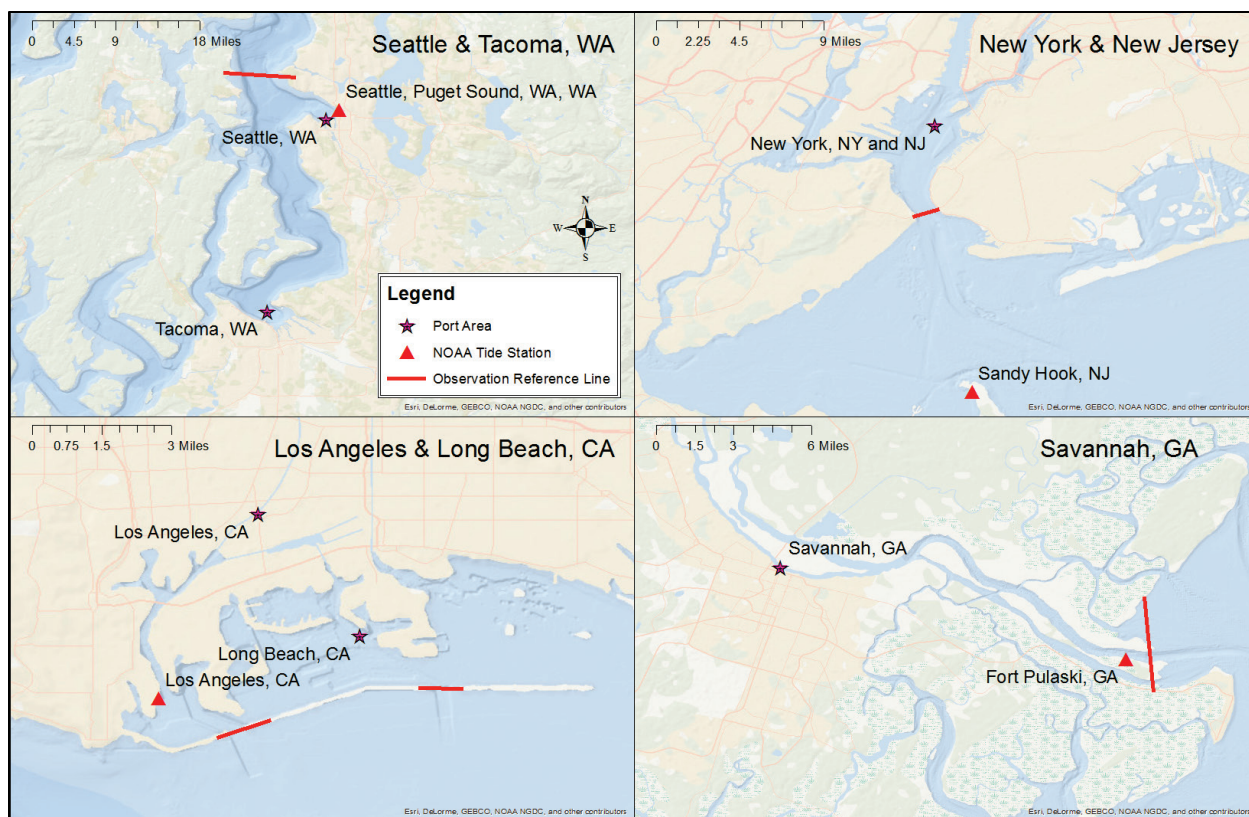 0 4.5 9 18 Miles
Seattle & Tacoma, WA
Seattle, Puget Sound, WA, WA
Seattle, WA
N
W E
S
Tacoma, WA
Legend
Port Area
NOAA Tide Station
Observation Reference Line
Esri, DeLorme, GEBCO, NOAA NGDC, and other contributors
0 2.25 4.5 9 Miles
New York & New Jersey
New York, NY and NJ
Sandy Hook, NJ
Esri, DeLorme, GEBCO, NOAA NGDC, and other contributors
0 0.75 1.5 3 Miles
Los Angeles & Long Beach, CA
Los Angeles, CA
Long Beach, CA
Los Angeles, CA
Esri, DeLorme, GEBCO, NOAA NGDC, and other contributors
0 1.5 3 6 Miles
Savannah, GA
Savannah, GA
Fort Pulaski, GA
Esri, DeLorme, GEBCO, NOAA NGDC, and other contributors